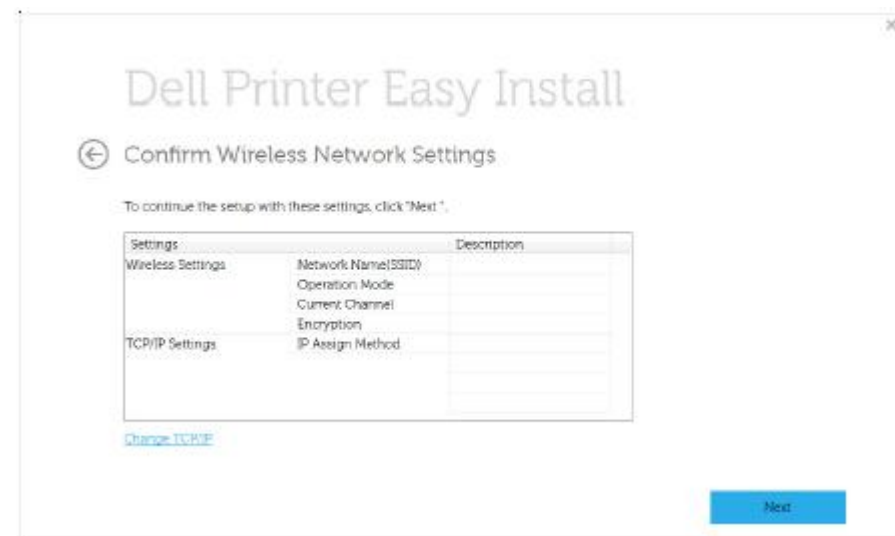 Dell Printer Easy Install
Confirm Wireless Network Settings
To continue the setup with these settings, click "Next ".
Settings Description
Wireless Settings Network Name(SSID)
Operation Mode
Current Channel
Encryption
TCP/IP Settings IP Assign Method
Change TCP/IP
Next